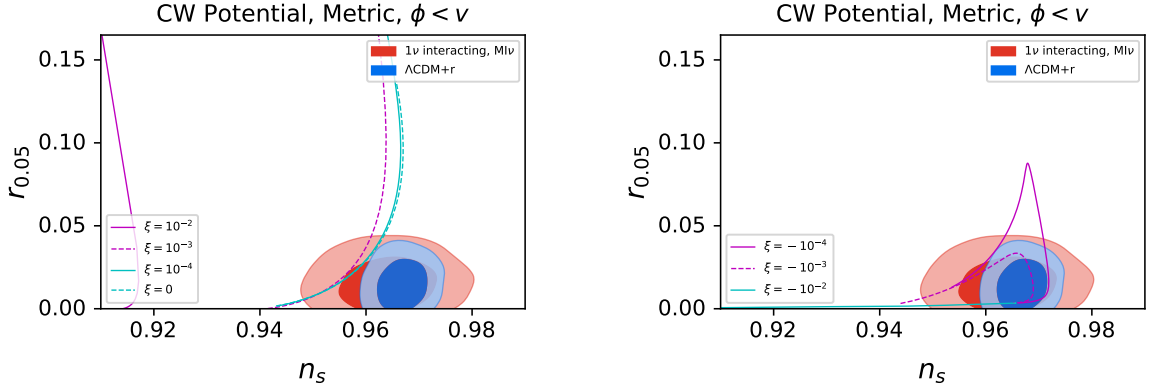 CW Potential, Metric, ϕ < v
r0.05
0.15
0.10
0.05
0.00
1ν interacting, MIν
ΛCDM+r
ξ = 10⁻²
ξ = 10⁻³
ξ = 10⁻⁴
ξ = 0
0.92
0.94
0.96
0.98
nₛ
CW Potential, Metric, ϕ < v
r0.05
0.15
0.10
0.05
0.00
1ν interacting, MIν
ΛCDM+r
ξ = − 10⁻⁴
ξ = − 10⁻³
ξ = − 10⁻²
0.92
0.94
0.96
0.98
nₛ